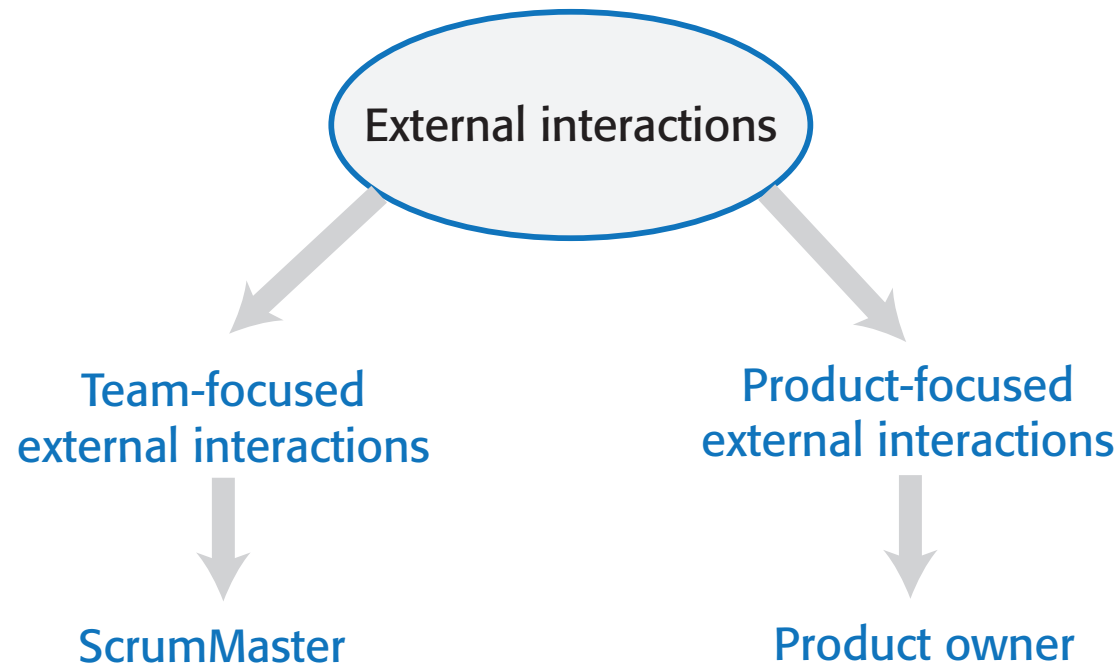 External interactions
Team-focused
external interactions
Product-focused
external interactions
ScrumMaster
Product owner